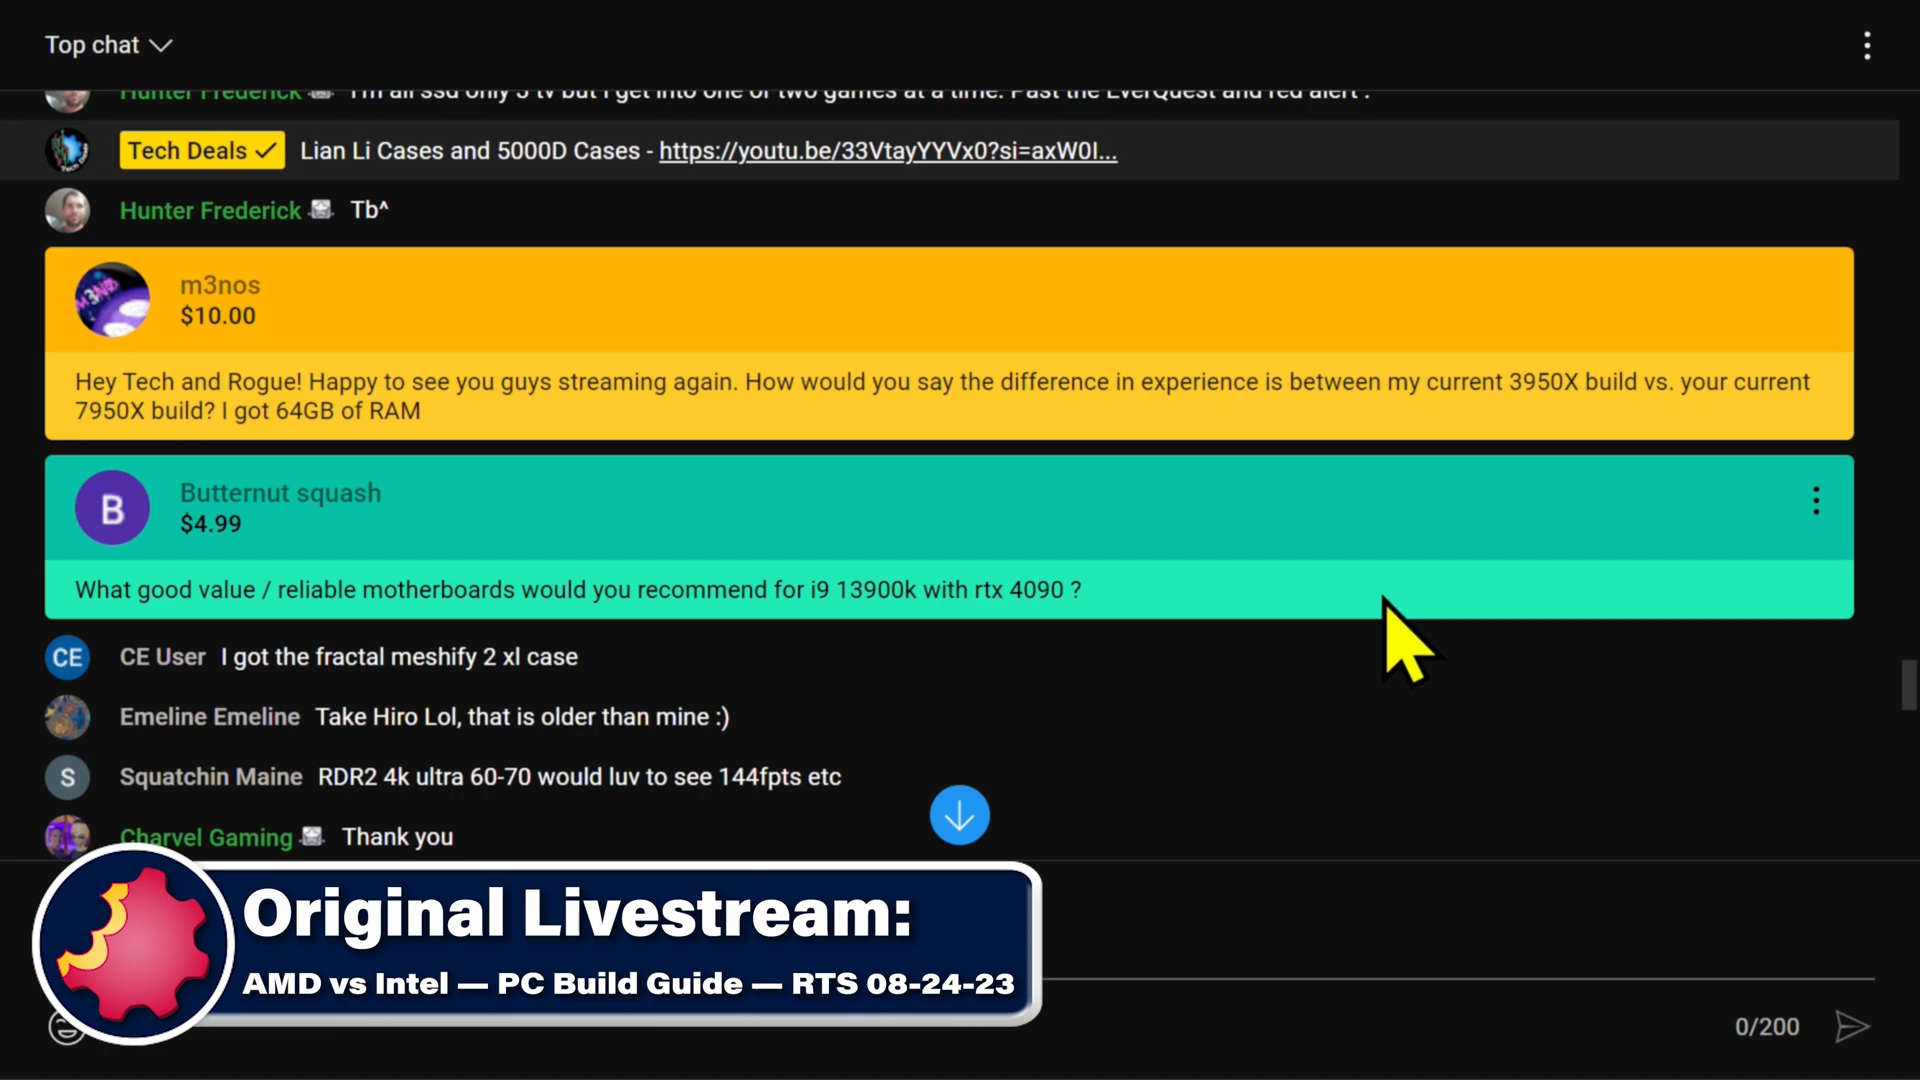 Top chat
Hunter Frederick I'm all ssd only 3 tv but I get into one or two games at a time. Past the EverQuest and red alert .
Tech Deals Lian Li Cases and 5000D Cases - https://youtu.be/33VtayYYVx0?si=axW0I...
Hunter Frederick Tb^
m3nos
$10.00
Hey Tech and Rogue! Happy to see you guys streaming again. How would you say the difference in experience is between my current 3950X build vs. your current
7950X build? I got 64GB of RAM
B
Butternut squash
$4.99
What good value / reliable motherboards would you recommend for i9 13900k with rtx 4090 ?
CE CE User I got the fractal meshify 2 xl case
Emeline Emeline Take Hiro Lol, that is older than mine :)
S Squatchin Maine RDR2 4k ultra 60-70 would luv to see 144fpts etc
Charvel Gaming Thank you
Original Livestream:
AMD vs Intel — PC Build Guide — RTS 08-24-23
0/200